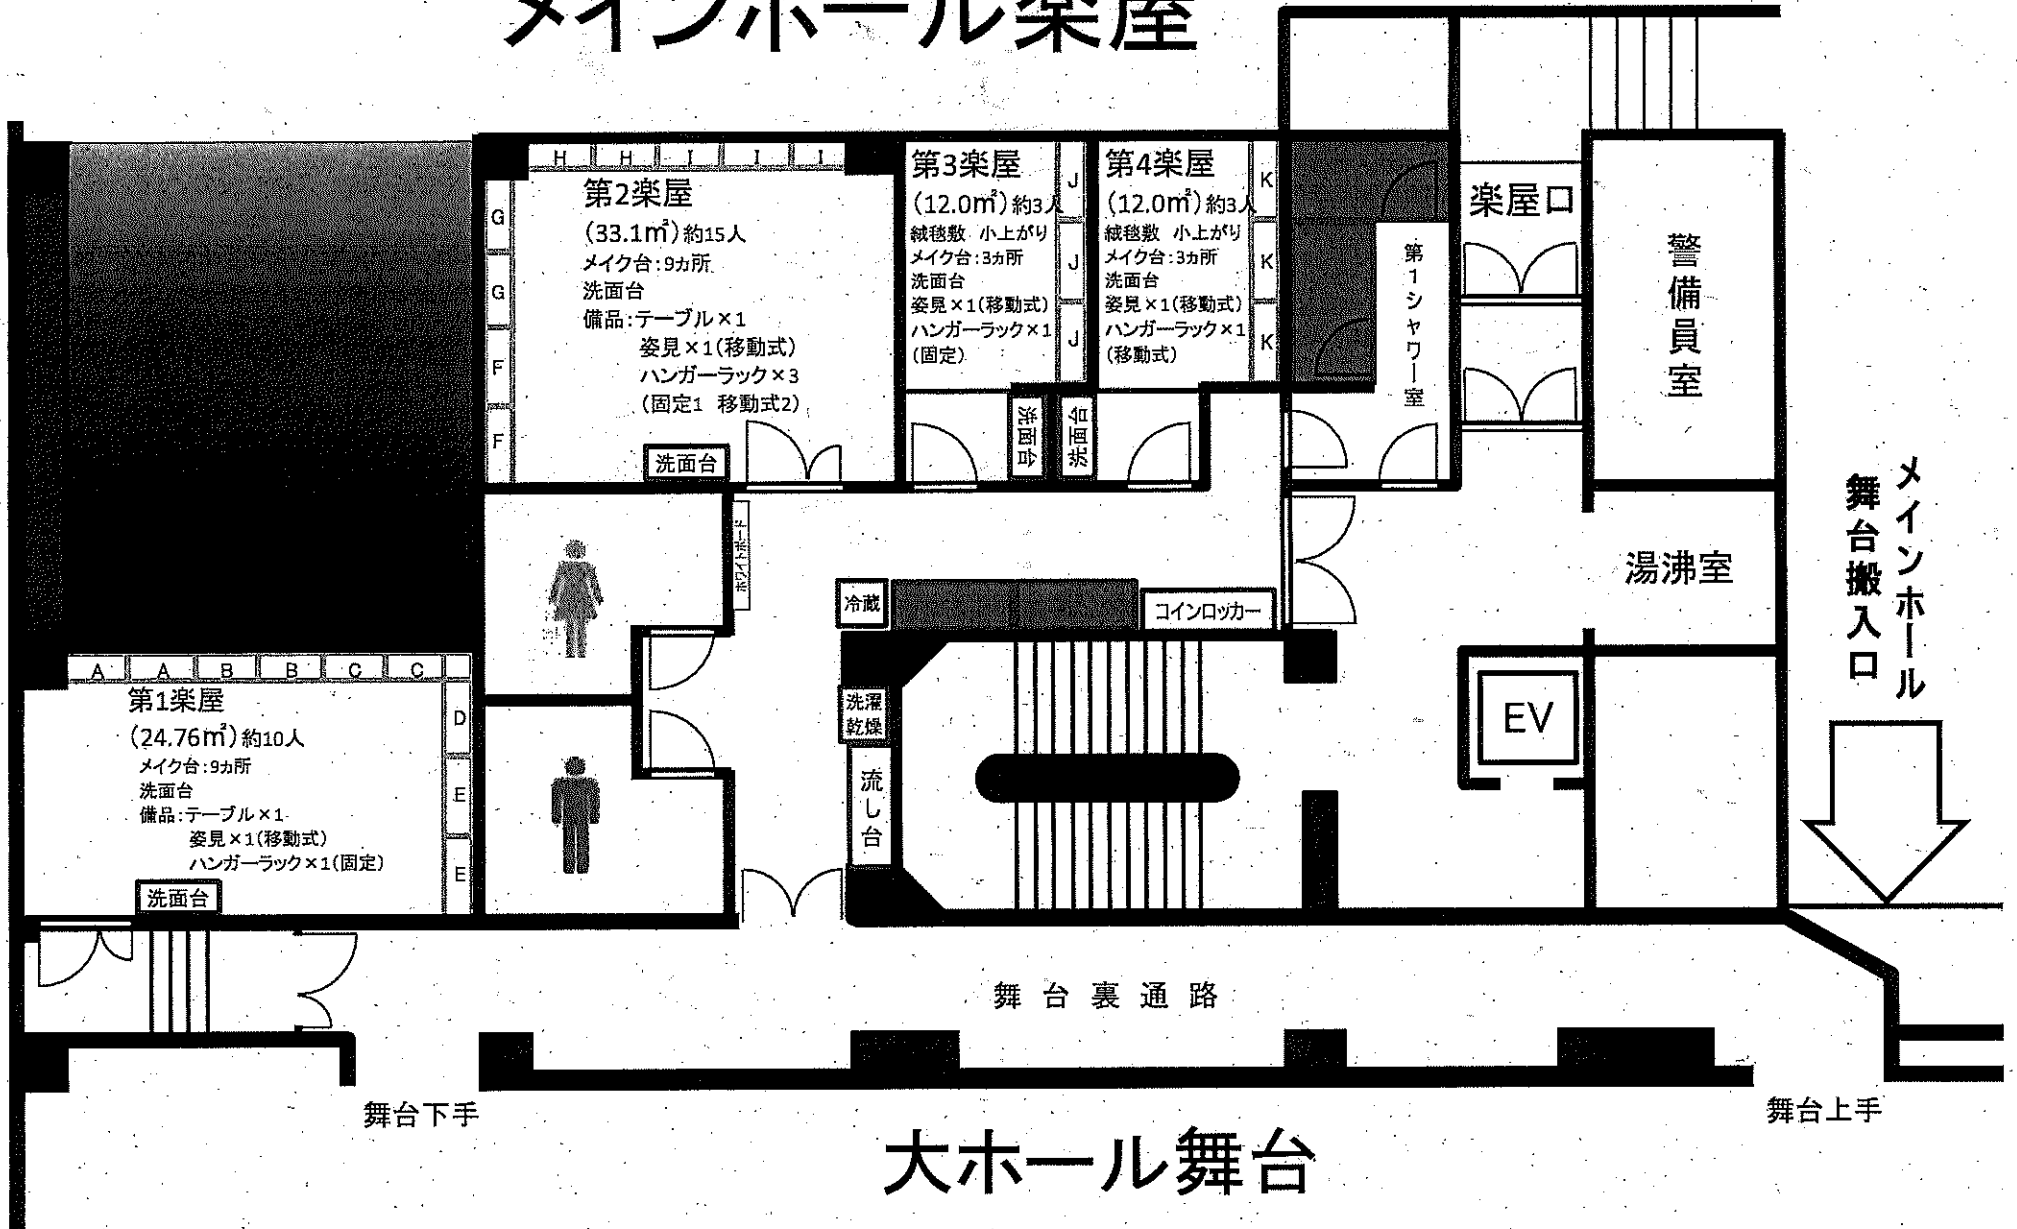 メインホール楽屋
H H I I I
G
G
F
F
第2楽屋
(33.1㎡)約15人
メイク台:9ヵ所
洗面台
備品:テーブル×1
姿見×1(移動式)
ハンガーラック×3
(固定1 移動式2)
洗面台
第3楽屋
(12.0㎡)約3人
絨毯敷 小上がり
メイク台:3ヵ所
洗面台
姿見×1(移動式)
ハンガーラック×1
(固定)
J
J
J
洗面台
第4楽屋
(12.0㎡)約3人
絨毯敷 小上がり
メイク台:3ヵ所
洗面台
姿見×1(移動式)
ハンガーラック×1
(移動式)
K
K
K
洗面台
第1シャワー室
楽屋口
警備員室
湯沸室
メインホール
舞台搬入口
ホワイトボード
冷蔵
コインロッカー
洗濯
乾燥
流し台
EV
A A B B C C
D
E
E
第1楽屋
(24.76㎡)約10人
メイク台:9ヵ所
洗面台
備品:テーブル×1
姿見×1(移動式)
ハンガーラック×1(固定)
洗面台
舞台裏通路
舞台下手
舞台上手
大ホール舞台